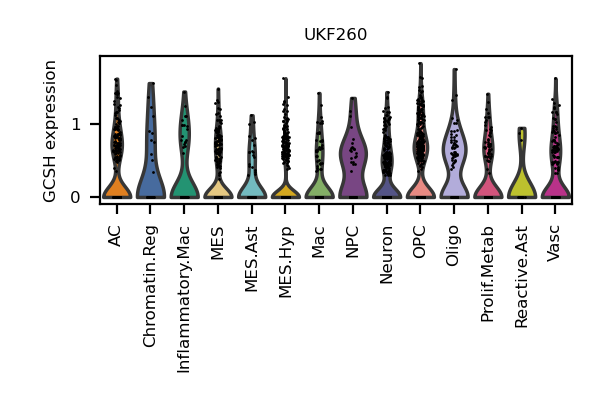 UKF260
GCSH expression
1
0
AC
Chromatin.Reg
Inflammatory.Mac
MES
MES.Ast
MES.Hyp
Mac
NPC
Neuron
OPC
Oligo
Prolif.Metab
Reactive.Ast
Vasc